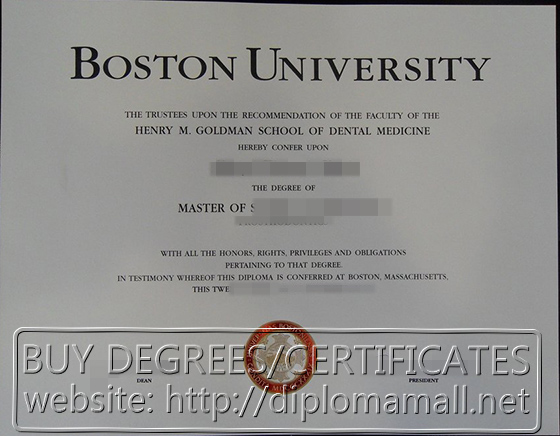 BOSTON UNIVERSITY
THE TRUSTEES UPON THE RECOMMENDATION OF THE FACULTY OF THE
HENRY M. GOLDMAN SCHOOL OF DENTAL MEDICINE
HEREBY CONFER UPON
THE DEGREE OF
MASTER OF
WITH ALL THE HONORS, RIGHTS, PRIVILEGES AND OBLIGATIONS
PERTAINING TO THAT DEGREE.
IN TESTIMONY WHEREOF THIS DIPLOMA IS CONFERRED AT BOSTON, MASSACHUSETTS,
THIS
BUY DEGREES/CERTIFICATES
DEAN PRESIDENT
website: http://diplomamall.net